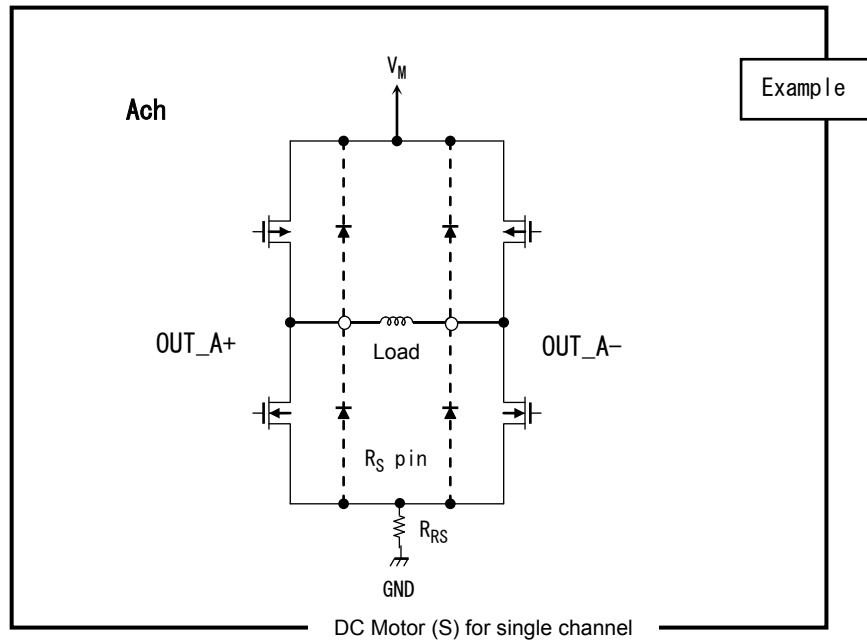 V_M
Example
Ach
OUT_A+
Load
OUT_A-
R_S pin
R_RS
GND
DC Motor (S) for single channel